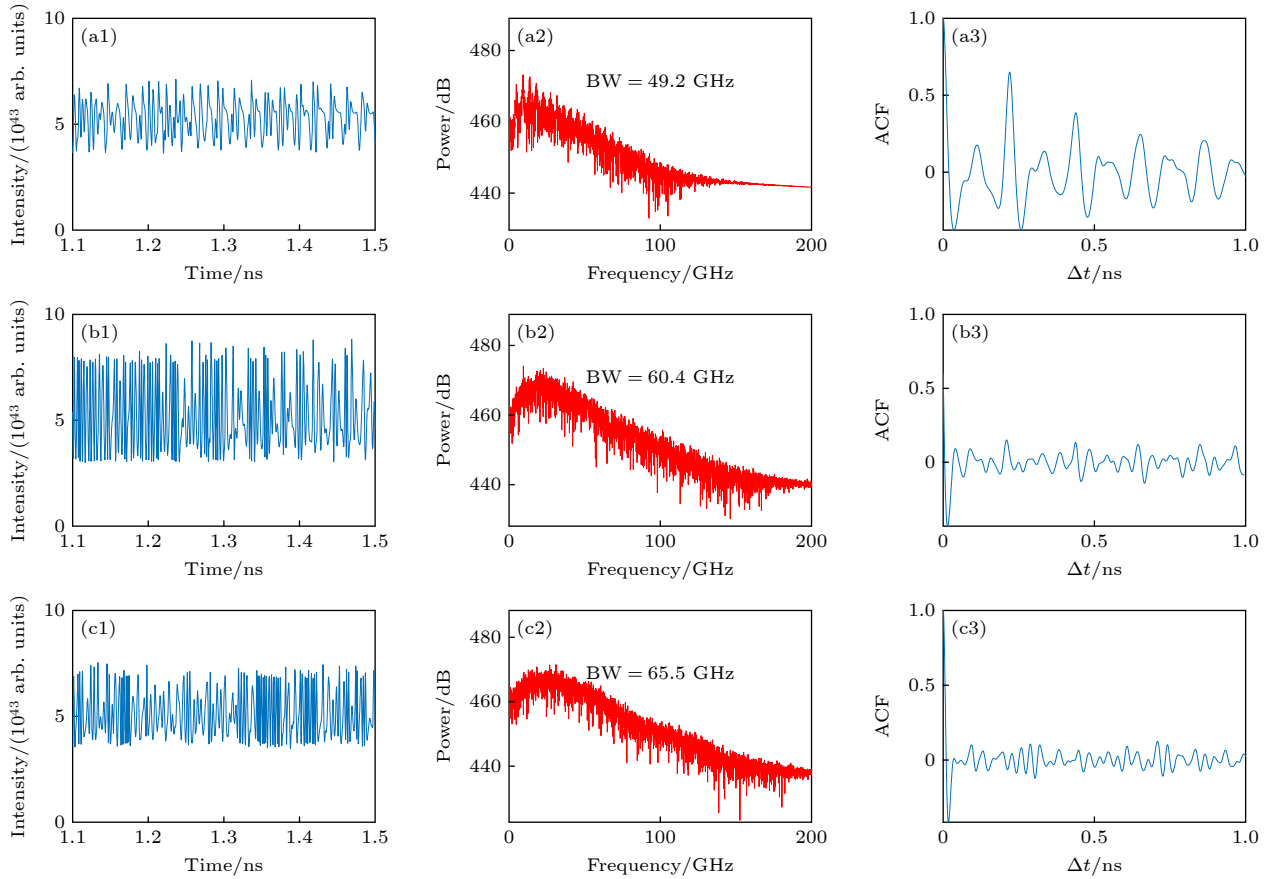 (a1)
Intensity/(10⁴³ arb. units)
10
5
0
1.1 1.2 1.3 1.4 1.5
Time/ns
(a2)
BW = 49.2 GHz
Power/dB
480
460
440
0 100 200
Frequency/GHz
(a3)
ACF
1.0
0.5
0
0 0.5 1.0
Δt/ns
(b1)
Intensity/(10⁴³ arb. units)
10
5
0
1.1 1.2 1.3 1.4 1.5
Time/ns
(b2)
BW = 60.4 GHz
Power/dB
480
460
440
0 100 200
Frequency/GHz
(b3)
ACF
1.0
0.5
0
0 0.5 1.0
Δt/ns
(c1)
Intensity/(10⁴³ arb. units)
10
5
0
1.1 1.2 1.3 1.4 1.5
Time/ns
(c2)
BW = 65.5 GHz
Power/dB
480
460
440
0 100 200
Frequency/GHz
(c3)
ACF
1.0
0.5
0
0 0.5 1.0
Δt/ns